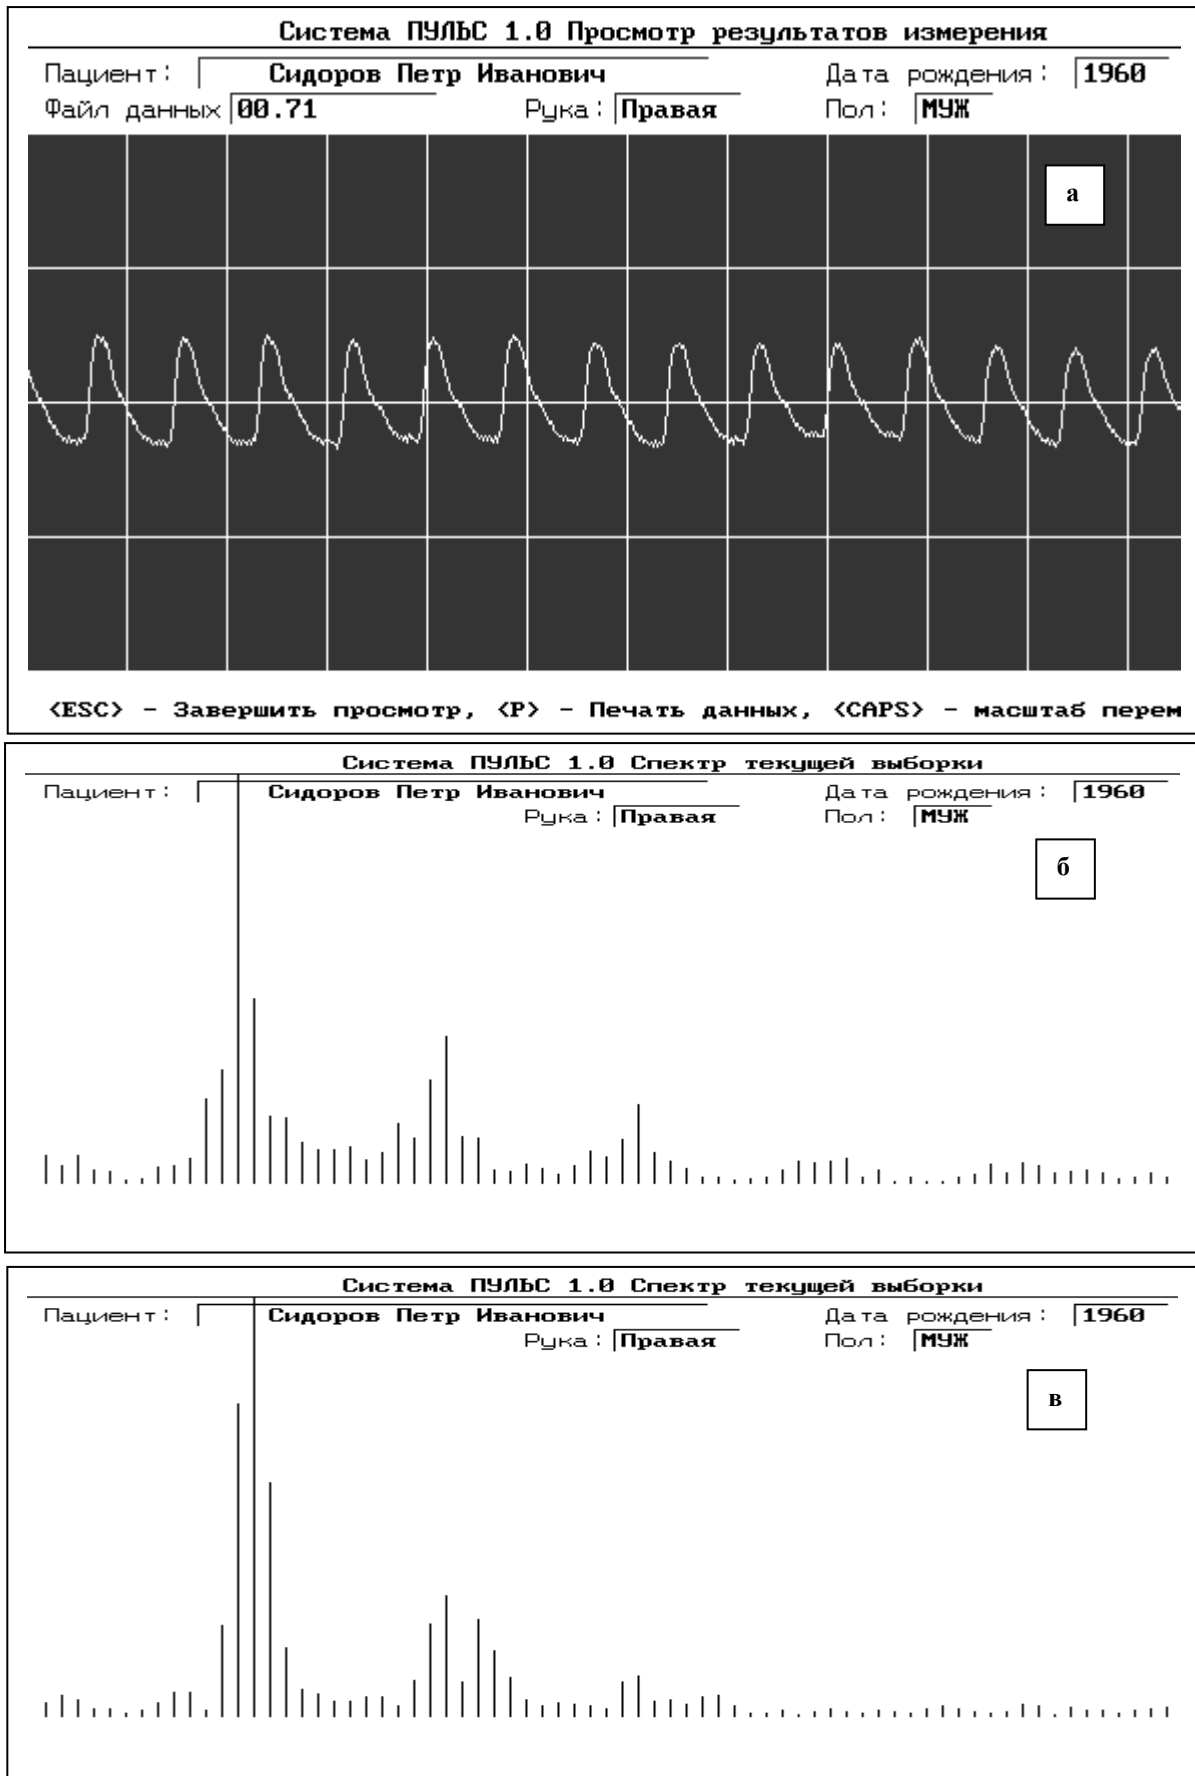 Система ПУЛЬС 1.0 Просмотр результатов измерения
Пациент: Сидоров Петр Иванович Дата рождения: 1960
Файл данных 00.71 Рука: Правая Пол: МУЖ
а
<ESC> - Завершить просмотр, <P> - Печать данных, <CAPS> - масштаб перем
Система ПУЛЬС 1.0 Спектр текущей выборки
Пациент: Сидоров Петр Иванович Дата рождения: 1960
Рука: Правая Пол: МУЖ
б
Система ПУЛЬС 1.0 Спектр текущей выборки
Пациент: Сидоров Петр Иванович Дата рождения: 1960
Рука: Правая Пол: МУЖ
в